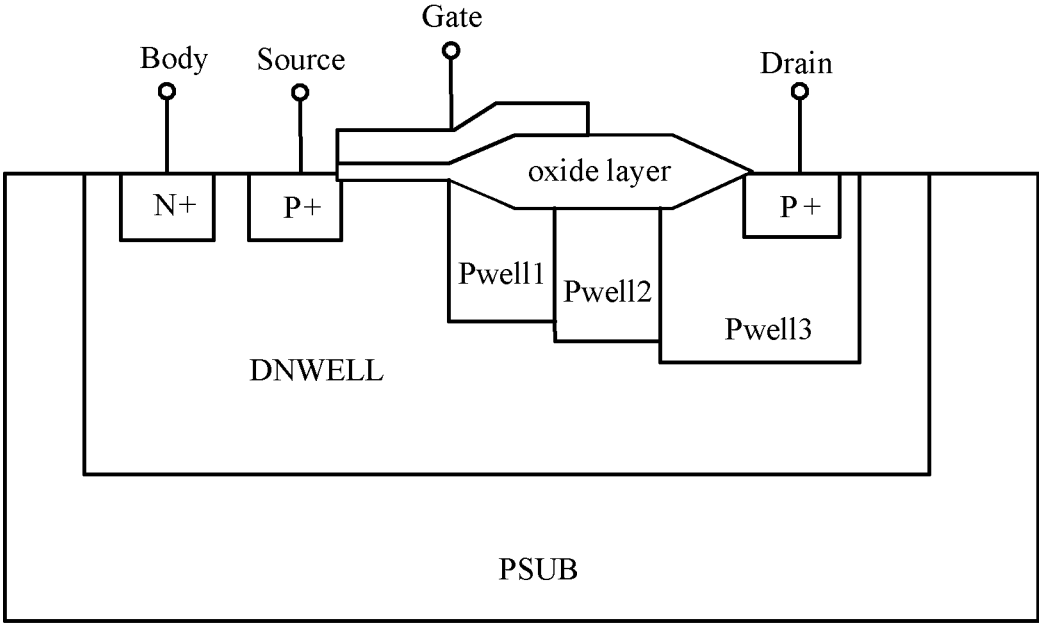 Gate
Body
Source
Drain
oxide layer
N+
P+
P+
Pwell1
Pwell2
Pwell3
DNWELL
PSUB